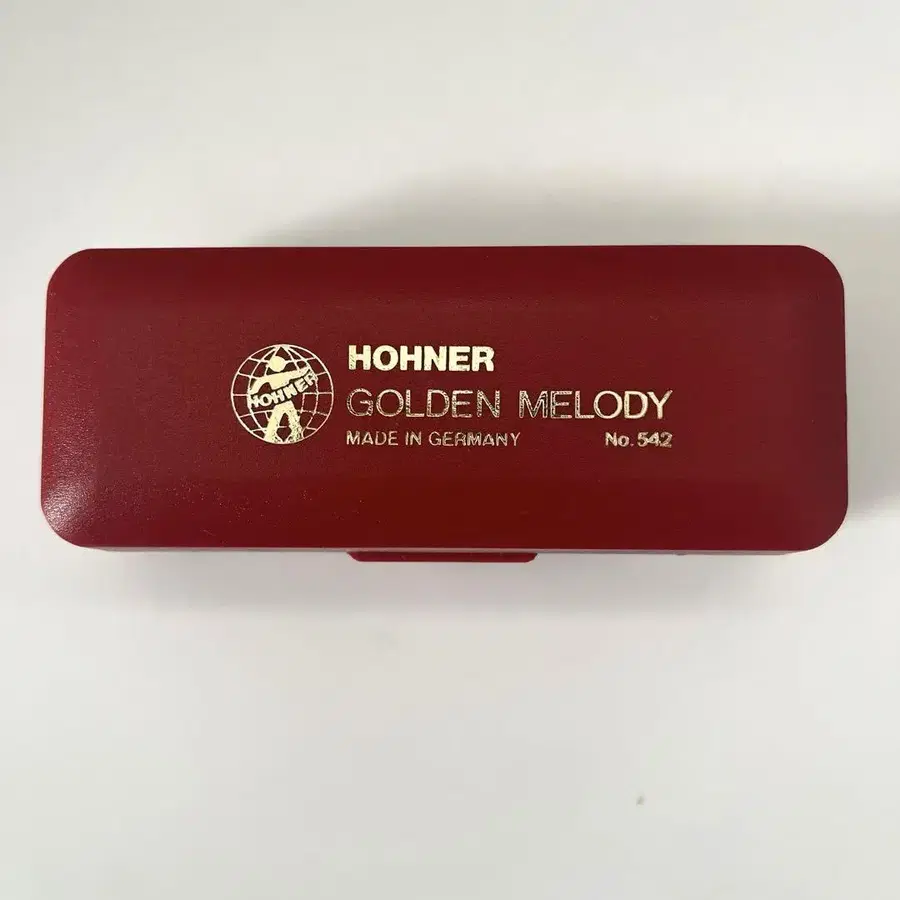 HOHNER
HOHNER
GOLDEN MELODY
MADE IN GERMANY No. 542